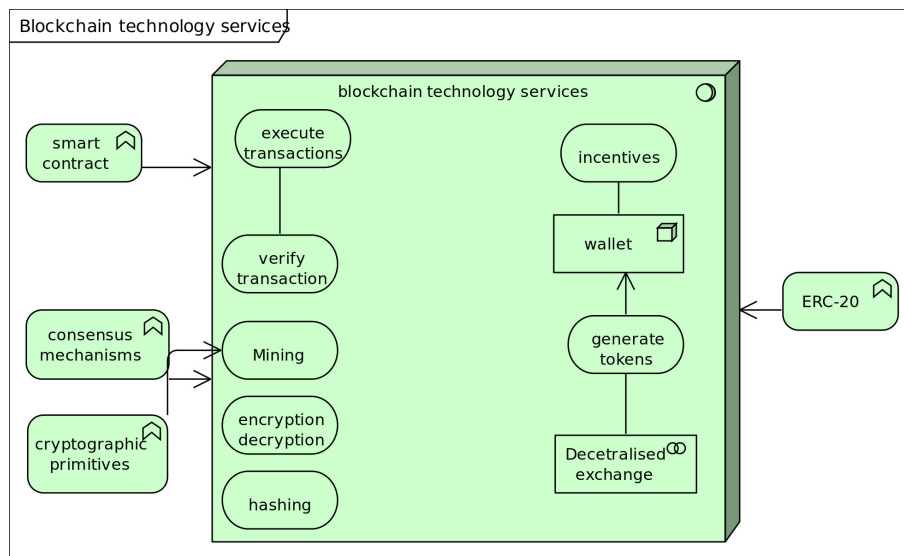 Blockchain technology services
blockchain technology services
smart
contract
execute
transactions
incentives
verify
transaction
wallet
ERC-20
consensus
mechanisms
Mining
generate
tokens
encryption
decryption
cryptographic
primitives
Decetralised
exchange
hashing